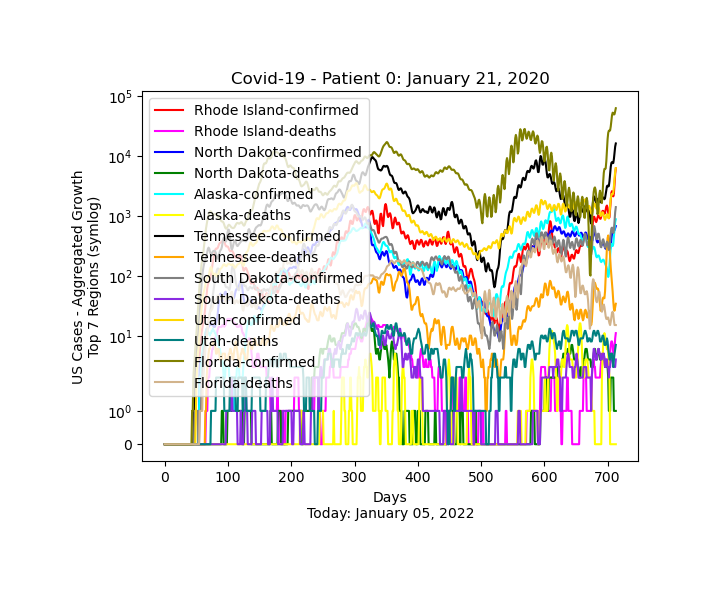 Covid-19 - Patient 0: January 21, 2020
US Cases - Aggregated Growth
Top 7 Regions (symlog)
10^5
10^4
10^3
10^2
10^1
10^0
0
Rhode Island-confirmed
Rhode Island-deaths
North Dakota-confirmed
North Dakota-deaths
Alaska-confirmed
Alaska-deaths
Tennessee-confirmed
Tennessee-deaths
South Dakota-confirmed
South Dakota-deaths
Utah-confirmed
Utah-deaths
Florida-confirmed
Florida-deaths
0 100 200 300 400 500 600 700
Days
Today: January 05, 2022